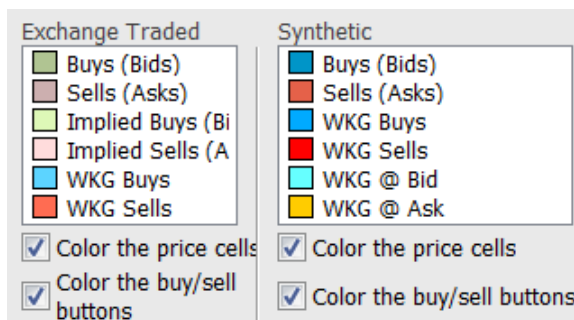 Exchange Traded
Buys (Bids)
Sells (Asks)
Implied Buys (Bi
Implied Sells (A
WKG Buys
WKG Sells
Color the price cells
Color the buy/sell
buttons
Synthetic
Buys (Bids)
Sells (Asks)
WKG Buys
WKG Sells
WKG @ Bid
WKG @ Ask
Color the price cells
Color the buy/sell buttons